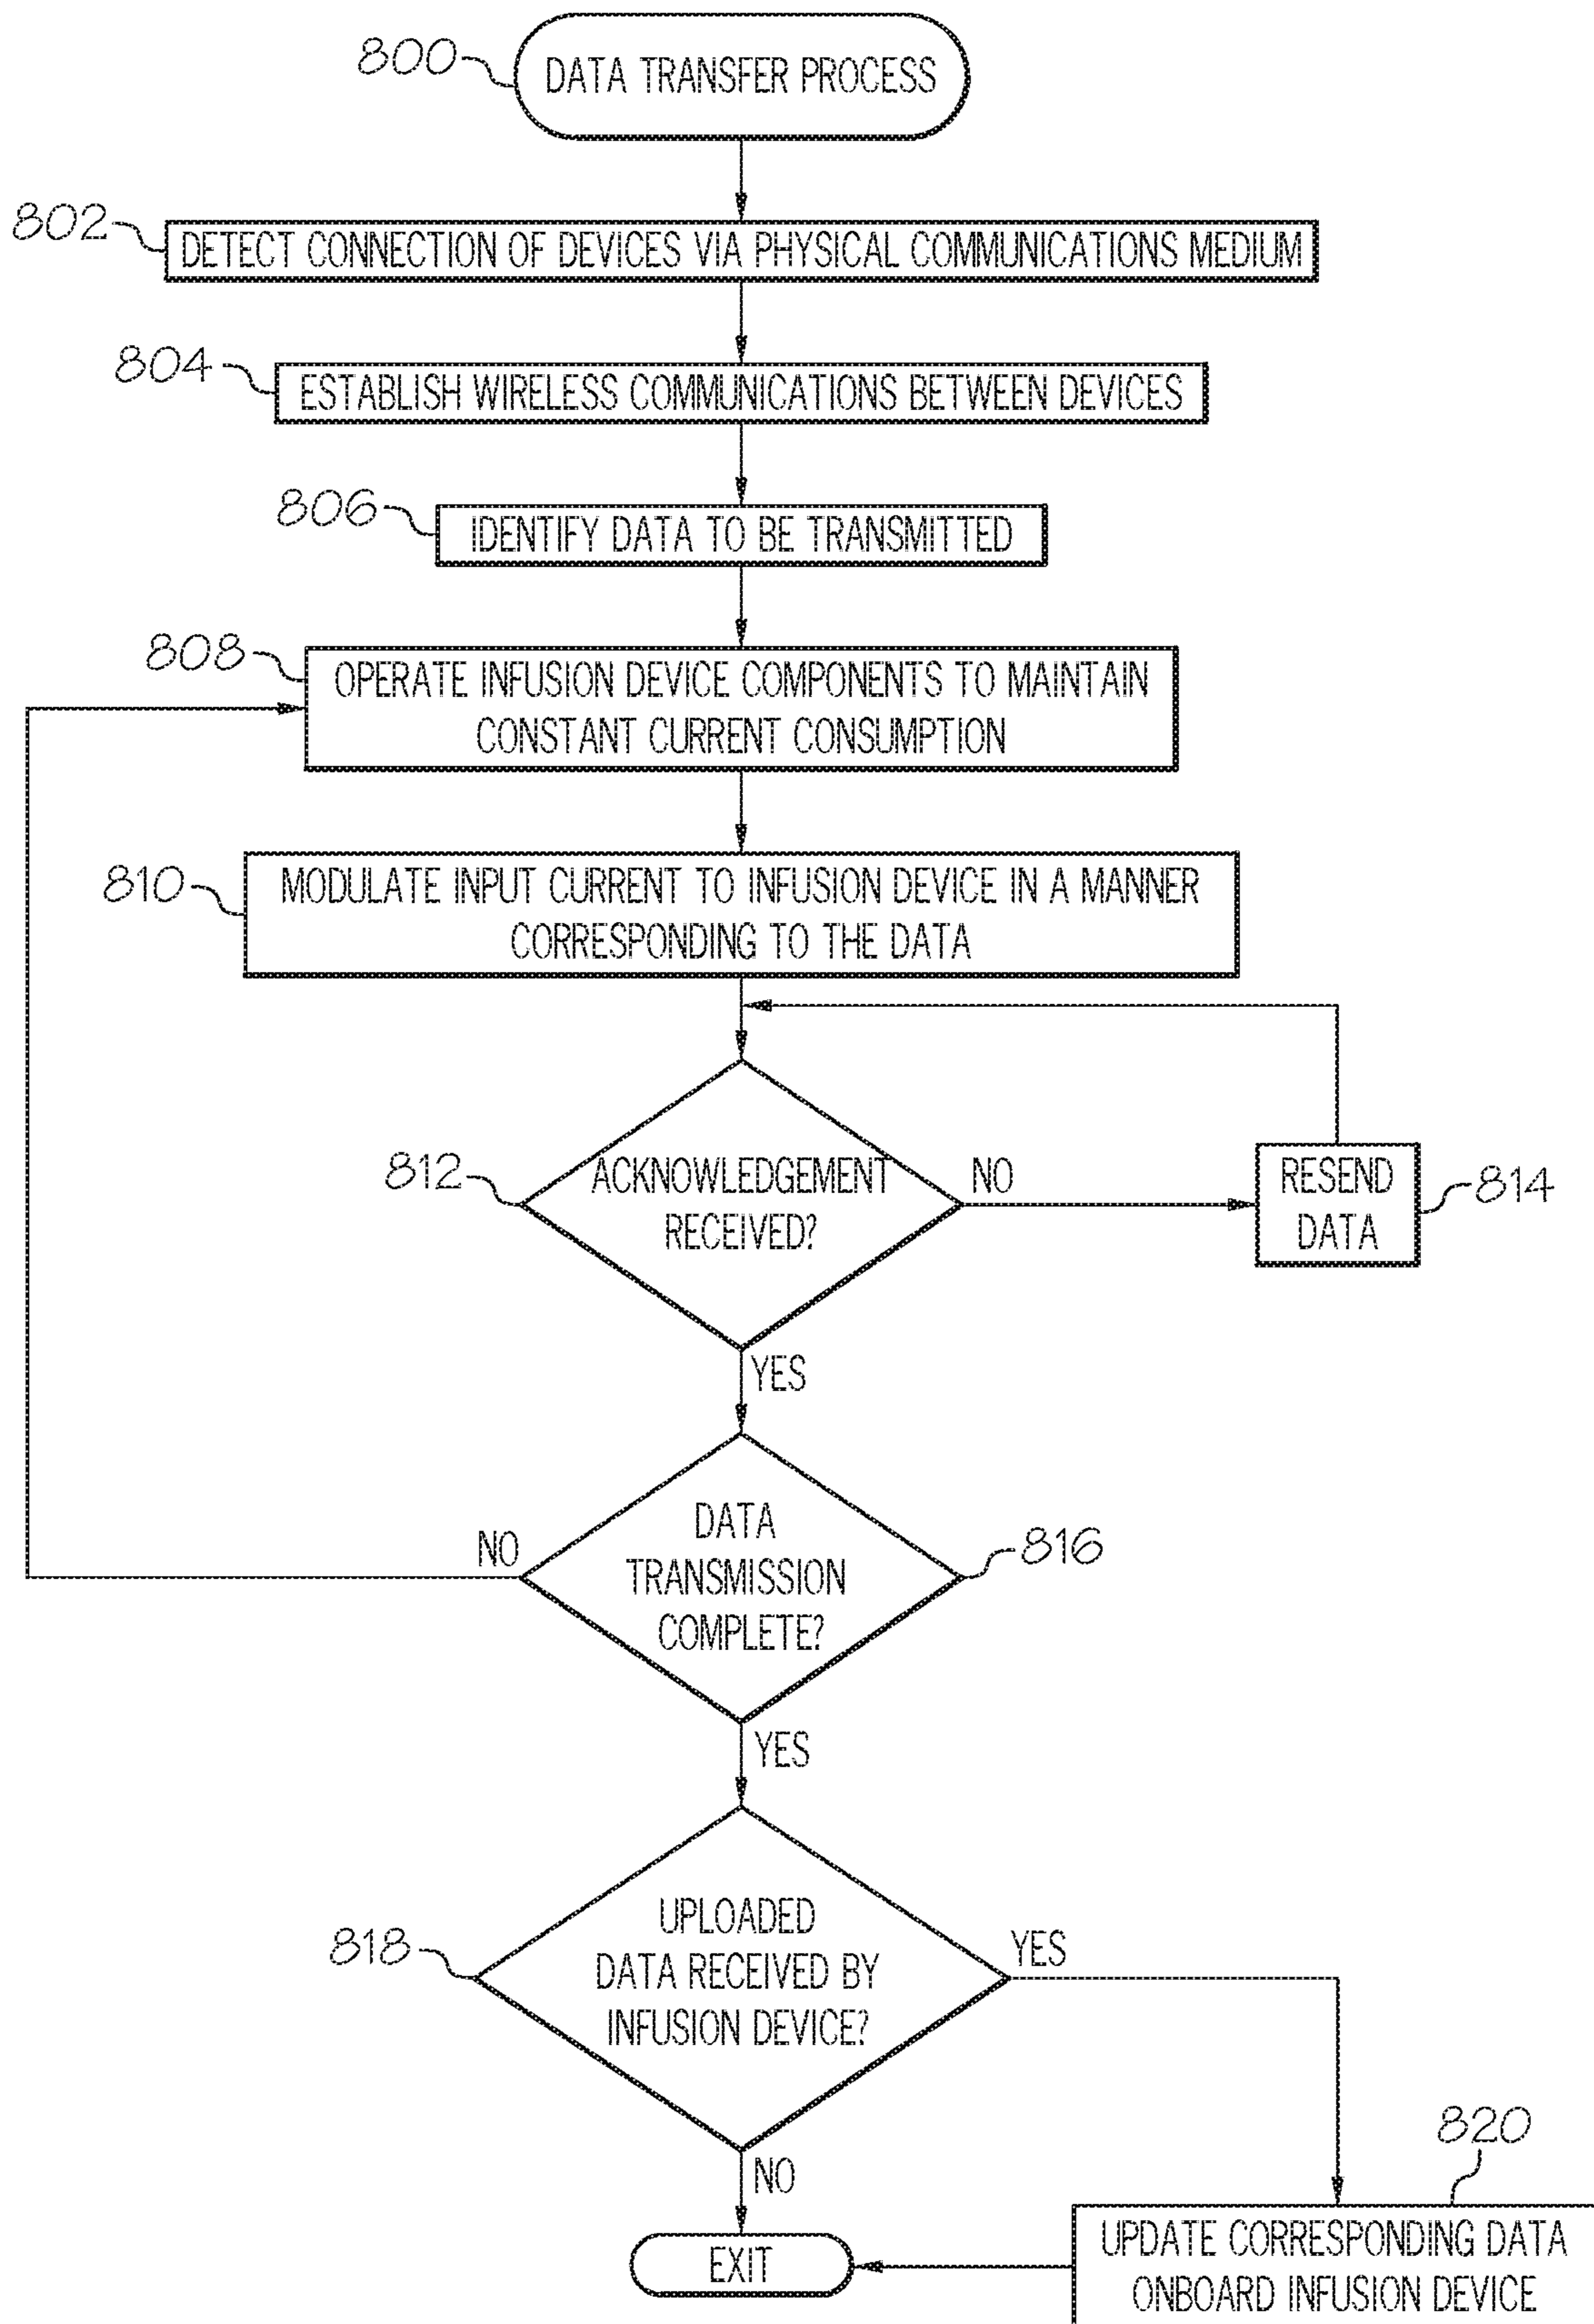 800
DATA TRANSFER PROCESS
802
DETECT CONNECTION OF DEVICES VIA PHYSICAL COMMUNICATIONS MEDIUM
804
ESTABLISH WIRELESS COMMUNICATIONS BETWEEN DEVICES
806
IDENTIFY DATA TO BE TRANSMITTED
808
OPERATE INFUSION DEVICE COMPONENTS TO MAINTAIN
CONSTANT CURRENT CONSUMPTION
810
MODULATE INPUT CURRENT TO INFUSION DEVICE IN A MANNER
CORRESPONDING TO THE DATA
812
ACKNOWLEDGEMENT
RECEIVED?
NO
RESEND
DATA
814
YES
DATA
TRANSMISSION
COMPLETE?
NO
816
YES
818
UPLOADED
DATA RECEIVED BY
INFUSION DEVICE?
YES
NO
820
UPDATE CORRESPONDING DATA
ONBOARD INFUSION DEVICE
EXIT